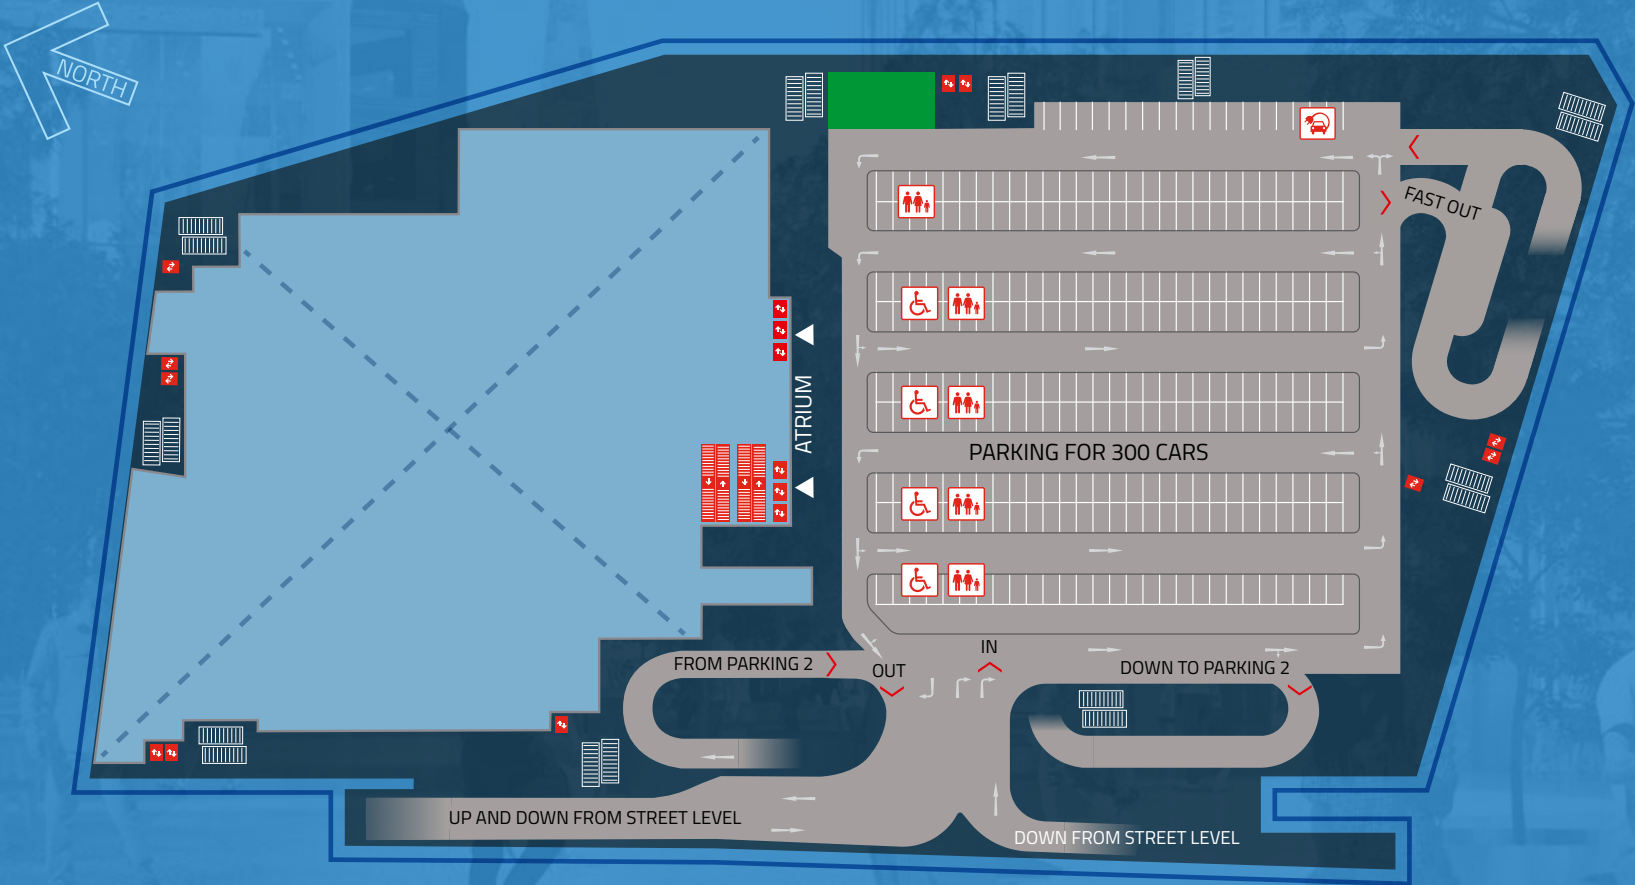 NORTH
FAST OUT
ATRIUM
PARKING FOR 300 CARS
IN
FROM PARKING 2
OUT
DOWN TO PARKING 2
UP AND DOWN FROM STREET LEVEL
DOWN FROM STREET LEVEL